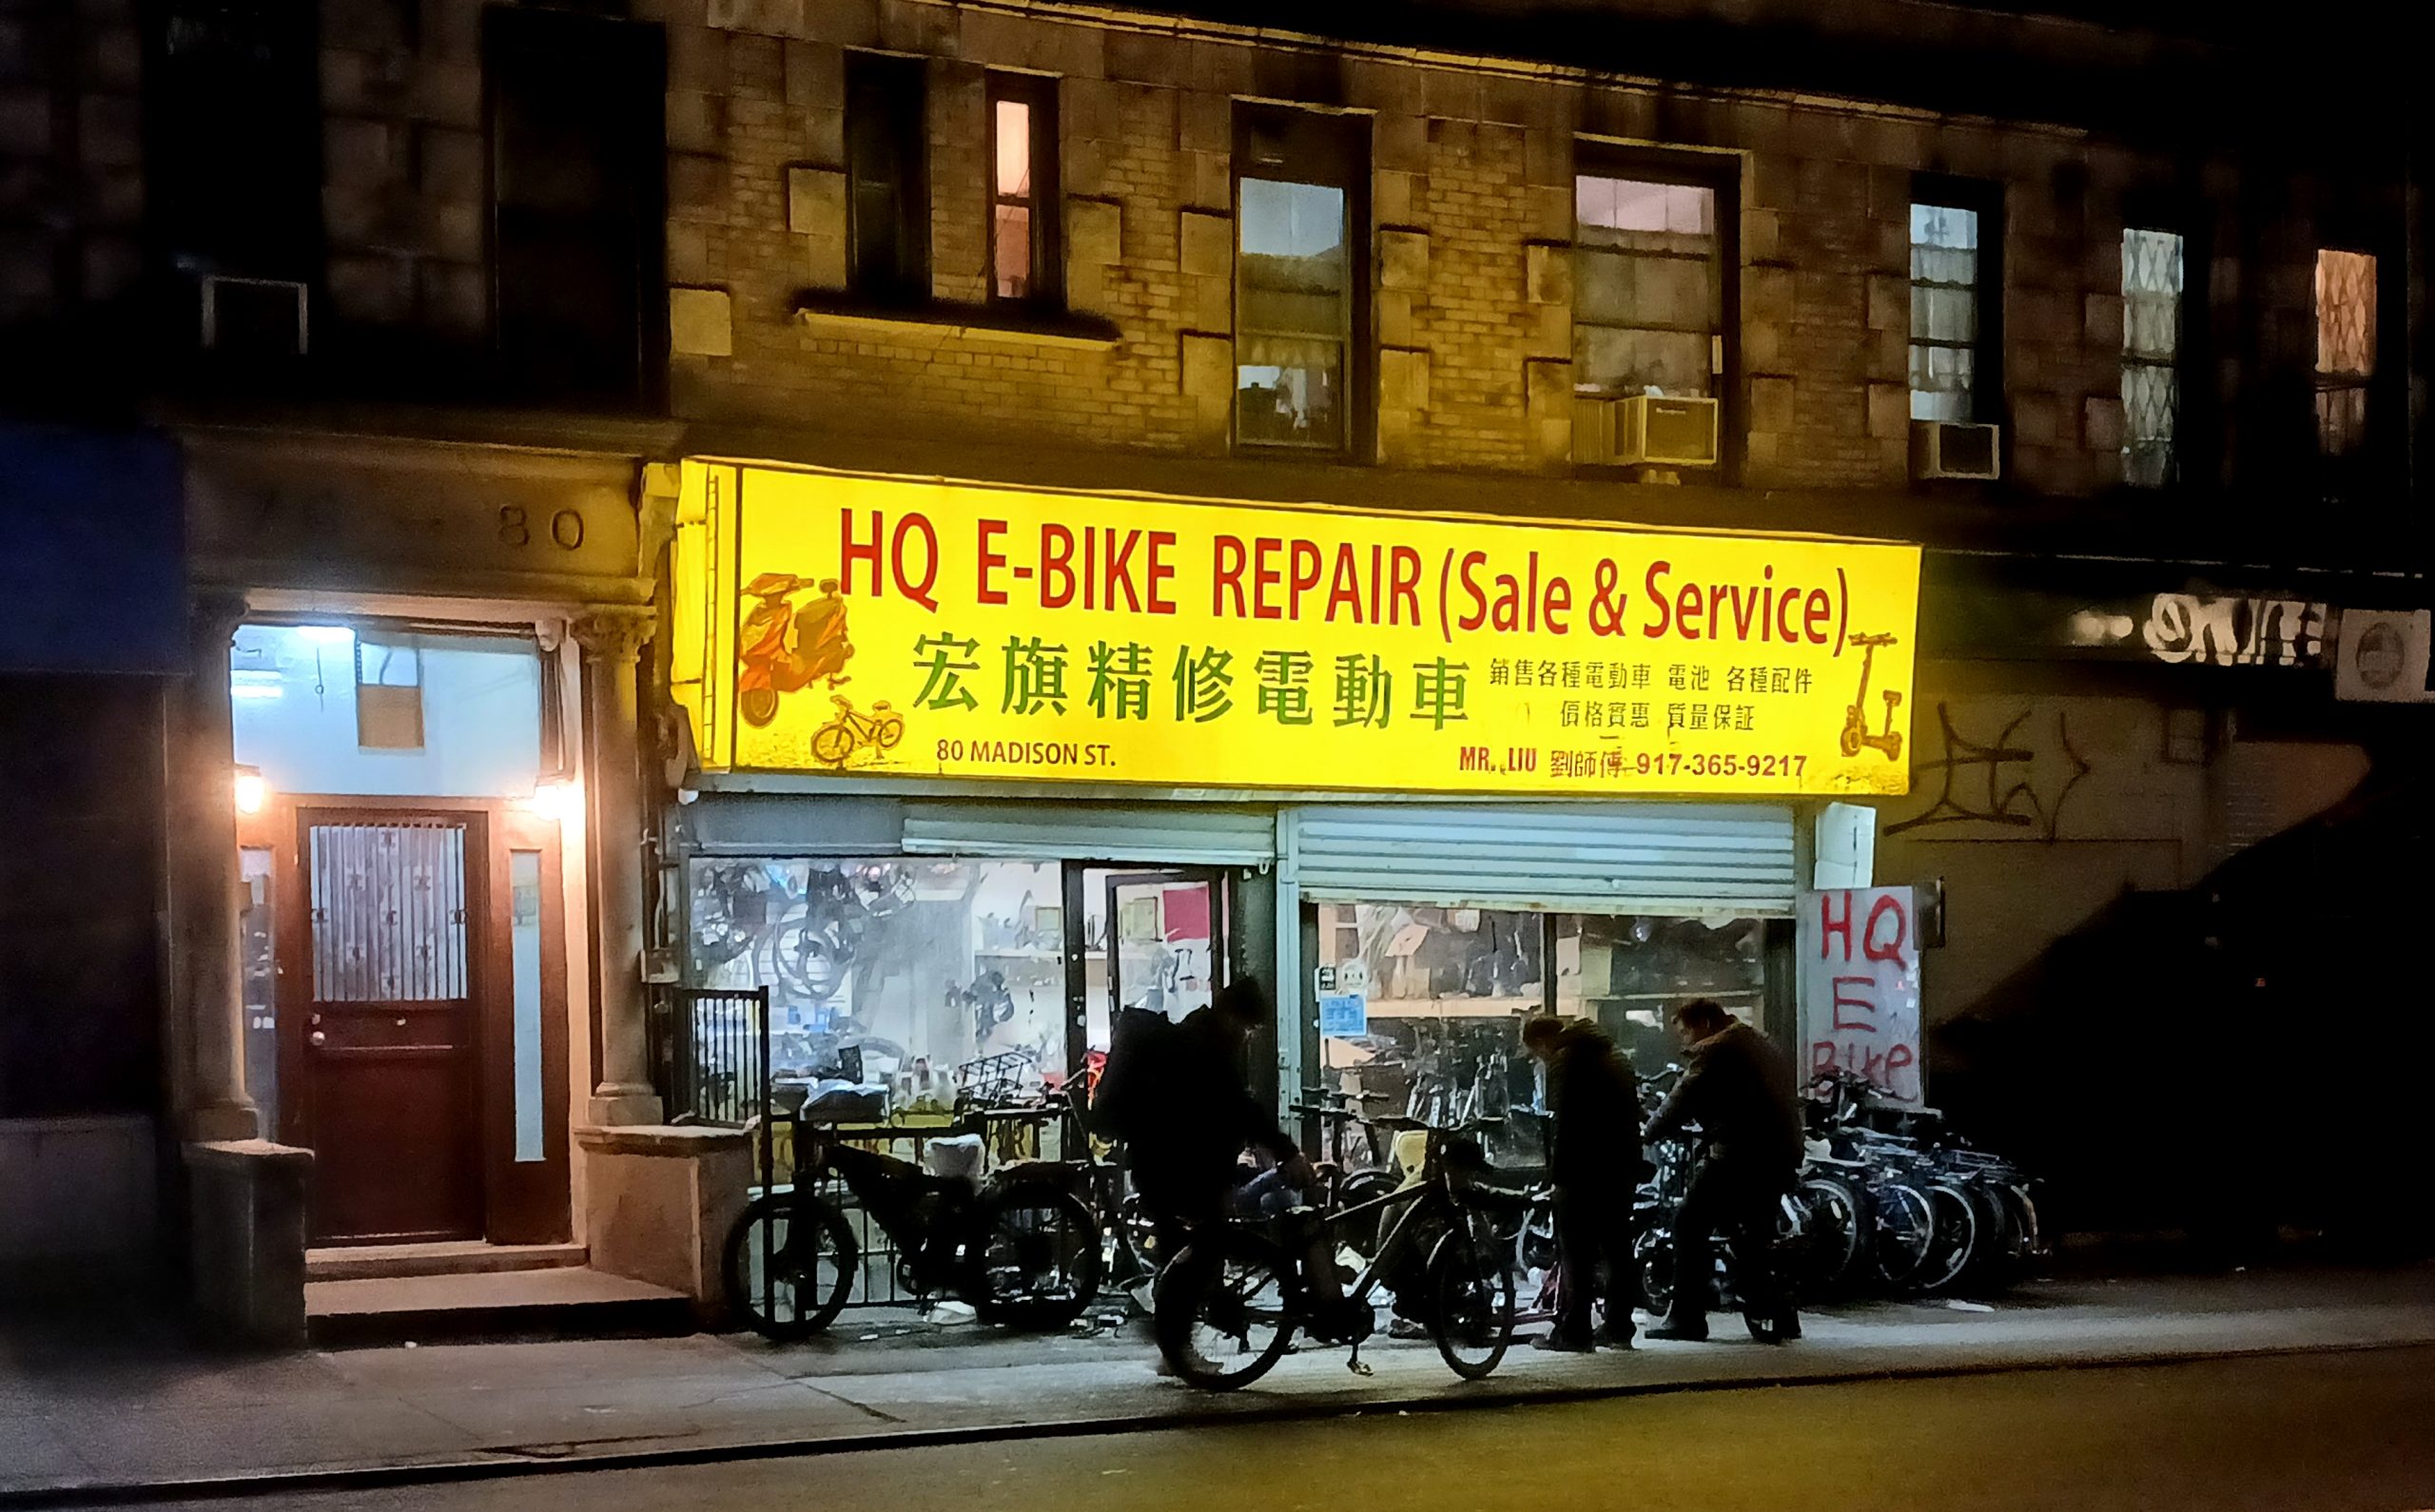 80
HQ E-BIKE REPAIR (Sale & Service)
宏旗精修電動車
銷售各種電動車 電池 各種配件
價格實惠 質量保証
80 MADISON ST.
MR. LIU 劉師傅 917-365-9217
HQ
E
Bike